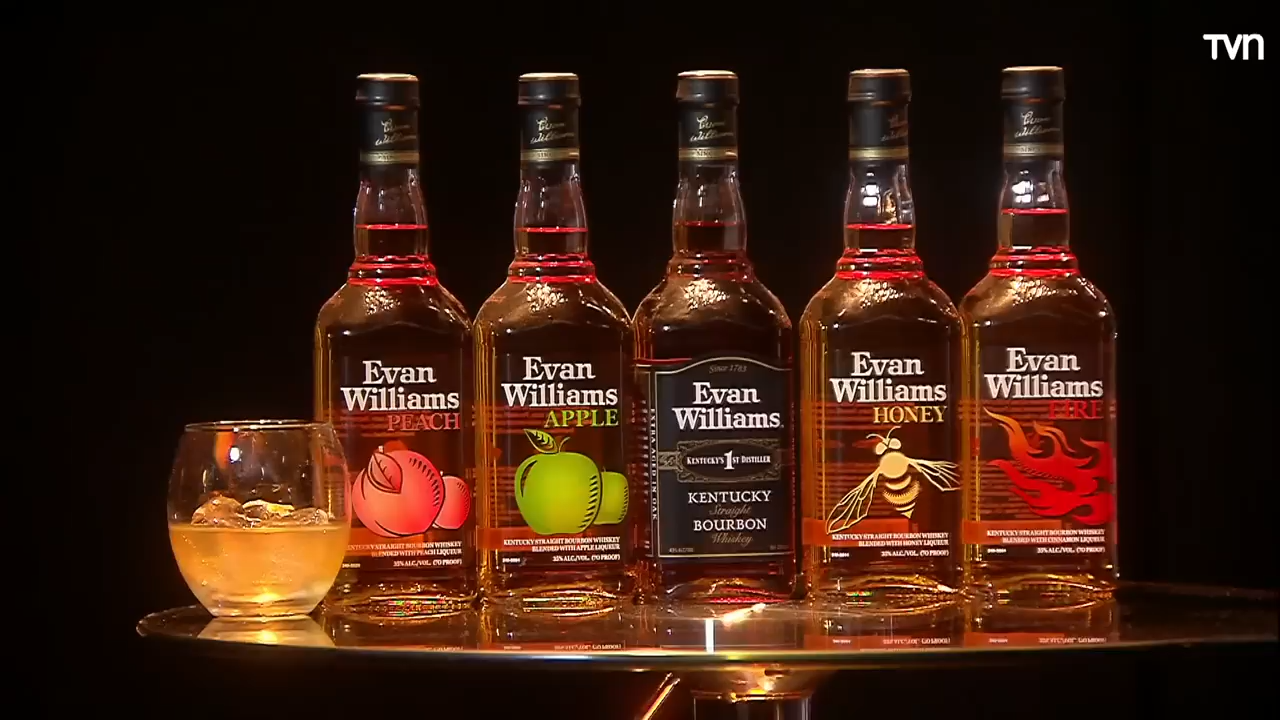 TVN
Evan
Williams
PEACH
KENTUCKY STRAIGHT BOURBON WHISKEY
BLENDED WITH PEACH LIQUEUR
35% ALC./VOL. (70 PROOF)
Evan
Williams
APPLE
KENTUCKY STRAIGHT BOURBON WHISKEY
BLENDED WITH APPLE LIQUEUR
35% ALC./VOL. (70 PROOF)
Since 1783
Evan
Williams
EXTRA AGED IN OAK
KENTUCKY'S 1ST DISTILLER
KENTUCKY
Straight
BOURBON
Whiskey
Evan
Williams
HONEY
KENTUCKY STRAIGHT BOURBON WHISKEY
BLENDED WITH HONEY LIQUEUR
35% ALC./VOL. (70 PROOF)
Evan
Williams
FIRE
KENTUCKY STRAIGHT BOURBON WHISKEY
BLENDED WITH CINNAMON LIQUEUR
35% ALC./VOL. (70 PROOF)